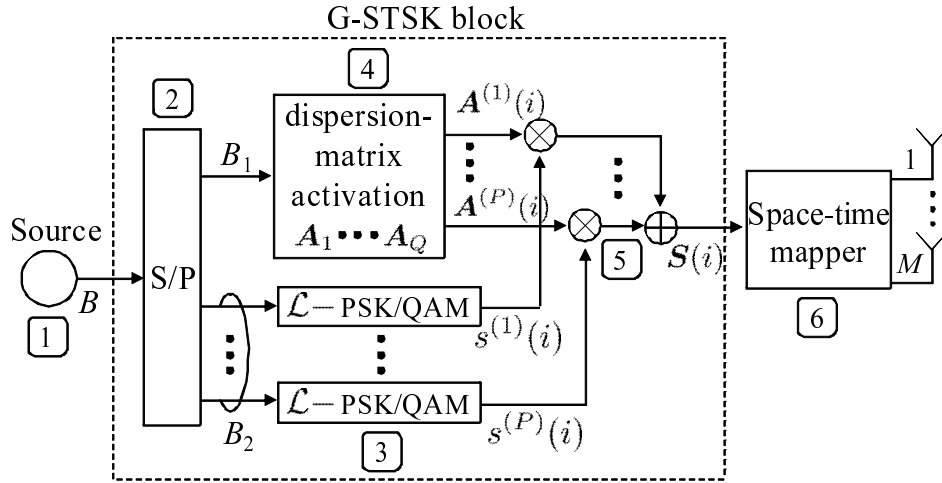 G-STSK block
4
2
dispersion-
matrix
activation
A_1 ••• A_Q
A^{(1)}(i)
A^{(P)}(i)
B_1
Source
B
1
S/P
5
S(i)
Space-time
mapper
1
M
6
ℒ—PSK/QAM
s^{(1)}(i)
ℒ—PSK/QAM
s^{(P)}(i)
B_2
3